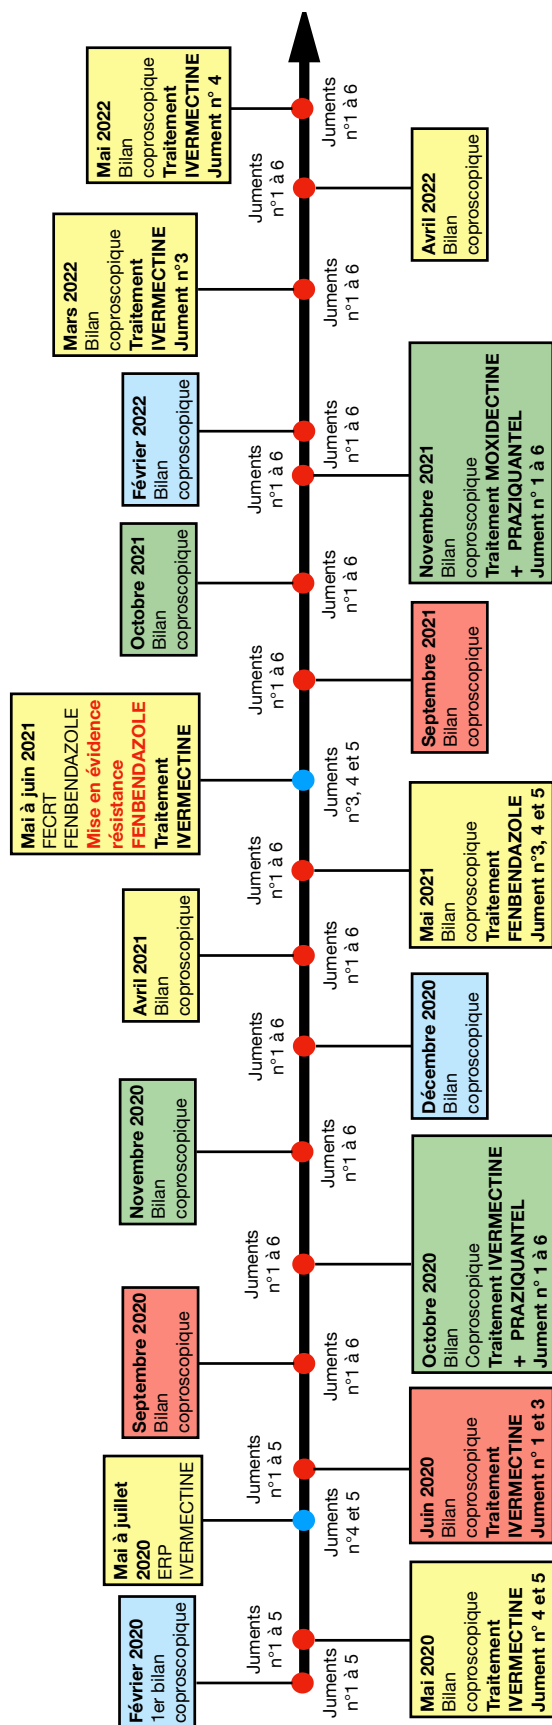 Février 2020
1er bilan
coproscopique
Juments
n°1 à 5
Mai 2020
Bilan
coproscopique
Traitement
IVERMECTINE
Jument n° 4 et 5
Juments
n°1 à 5
Mai à juillet
2020
ERP
IVERMECTINE
Juments
n°4 et 5
Juin 2020
Bilan
coproscopique
Traitement
IVERMECTINE
Jument n° 1 et 3
Juments
n°1 à 5
Septembre 2020
Bilan
coproscopique
Juments
n°1 à 6
Octobre 2020
Bilan
Coproscopique
Traitement IVERMECTINE
+ PRAZIQUANTEL
Jument n° 1 à 6
Juments
n°1 à 6
Novembre 2020
Bilan
coproscopique
Juments
n°1 à 6
Décembre 2020
Bilan
coproscopique
Juments
n°1 à 6
Avril 2021
Bilan
coproscopique
Juments
n°1 à 6
Mai 2021
Bilan
coproscopique
Traitement
FENBENDAZOLE
Jument n°3, 4 et 5
Juments
n°1 à 6
Mai à juin 2021
FECRT
FENBENDAZOLE
Mise en évidence
résistance
FENBENDAZOLE
Traitement
IVERMECTINE
Juments
n°3, 4 et 5
Septembre 2021
Bilan
coproscopique
Juments
n°1 à 6
Octobre 2021
Bilan
coproscopique
Juments
n°1 à 6
Novembre 2021
Bilan
coproscopique
Traitement MOXIDECTINE
+ PRAZIQUANTEL
Jument n° 1 à 6
Juments
n°1 à 6
Février 2022
Bilan
coproscopique
Juments
n°1 à 6
Mars 2022
Bilan
coproscopique
Traitement
IVERMECTINE
Jument n°3
Juments
n°1 à 6
Avril 2022
Bilan
coproscopique
Juments
n°1 à 6
Mai 2022
Bilan
coproscopique
Traitement
IVERMECTINE
Jument n° 4
Juments
n°1 à 6